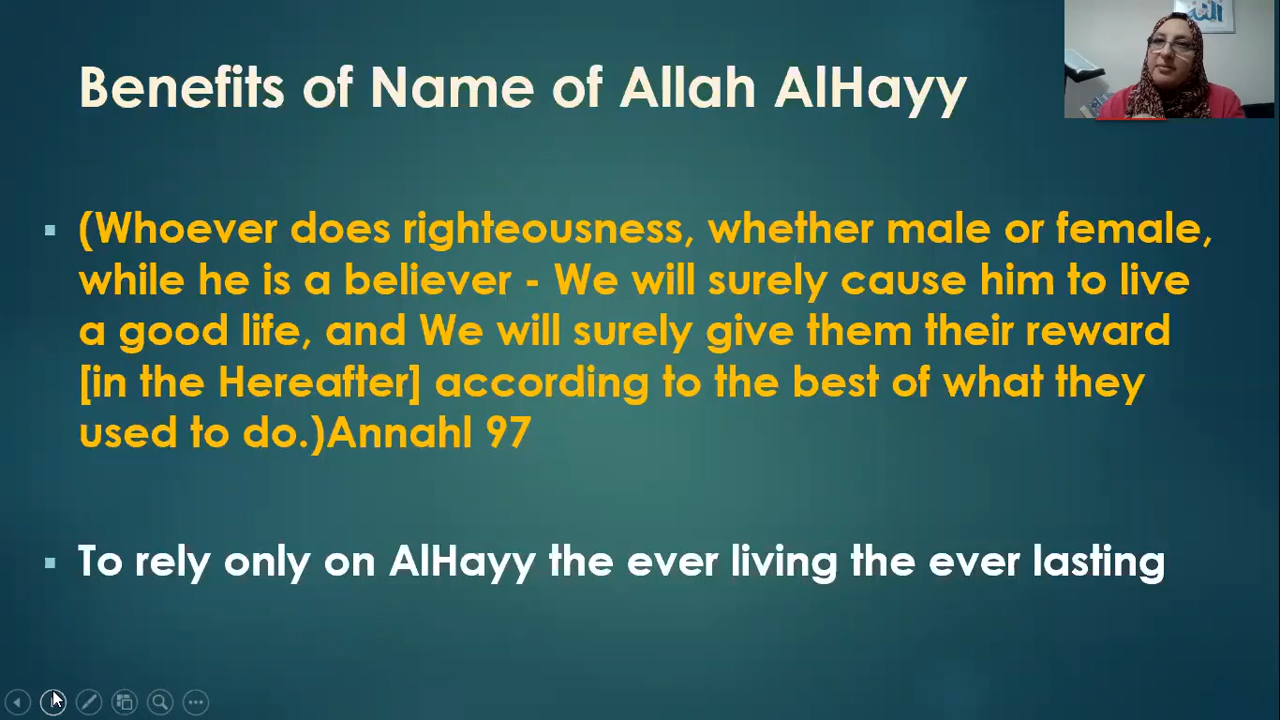 Benefits of Name of Allah AlHayy
(Whoever does righteousness, whether male or female,
while he is a believer - We will surely cause him to live
a good life, and We will surely give them their reward
[in the Hereafter] according to the best of what they
used to do.)Annahl 97
To rely only on AlHayy the ever living the ever lasting